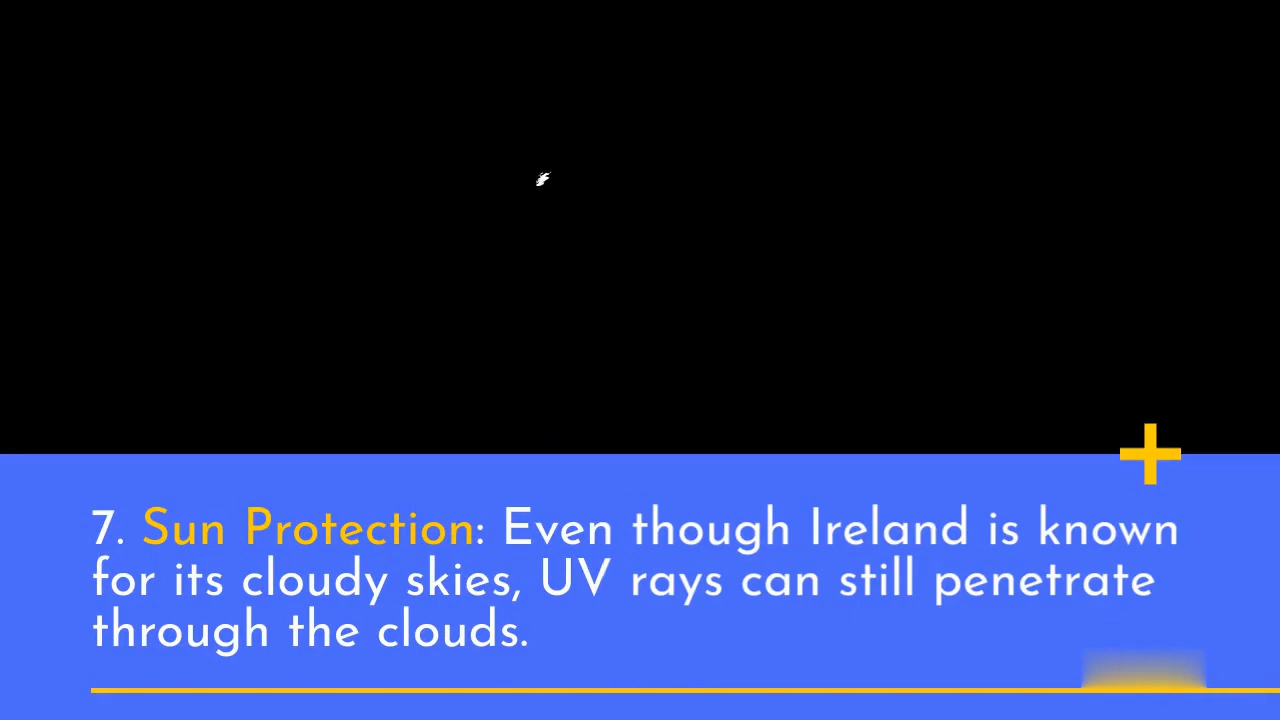 7. Sun Protection: Even though Ireland is known
for its cloudy skies, UV rays can still penetrate
through the clouds.